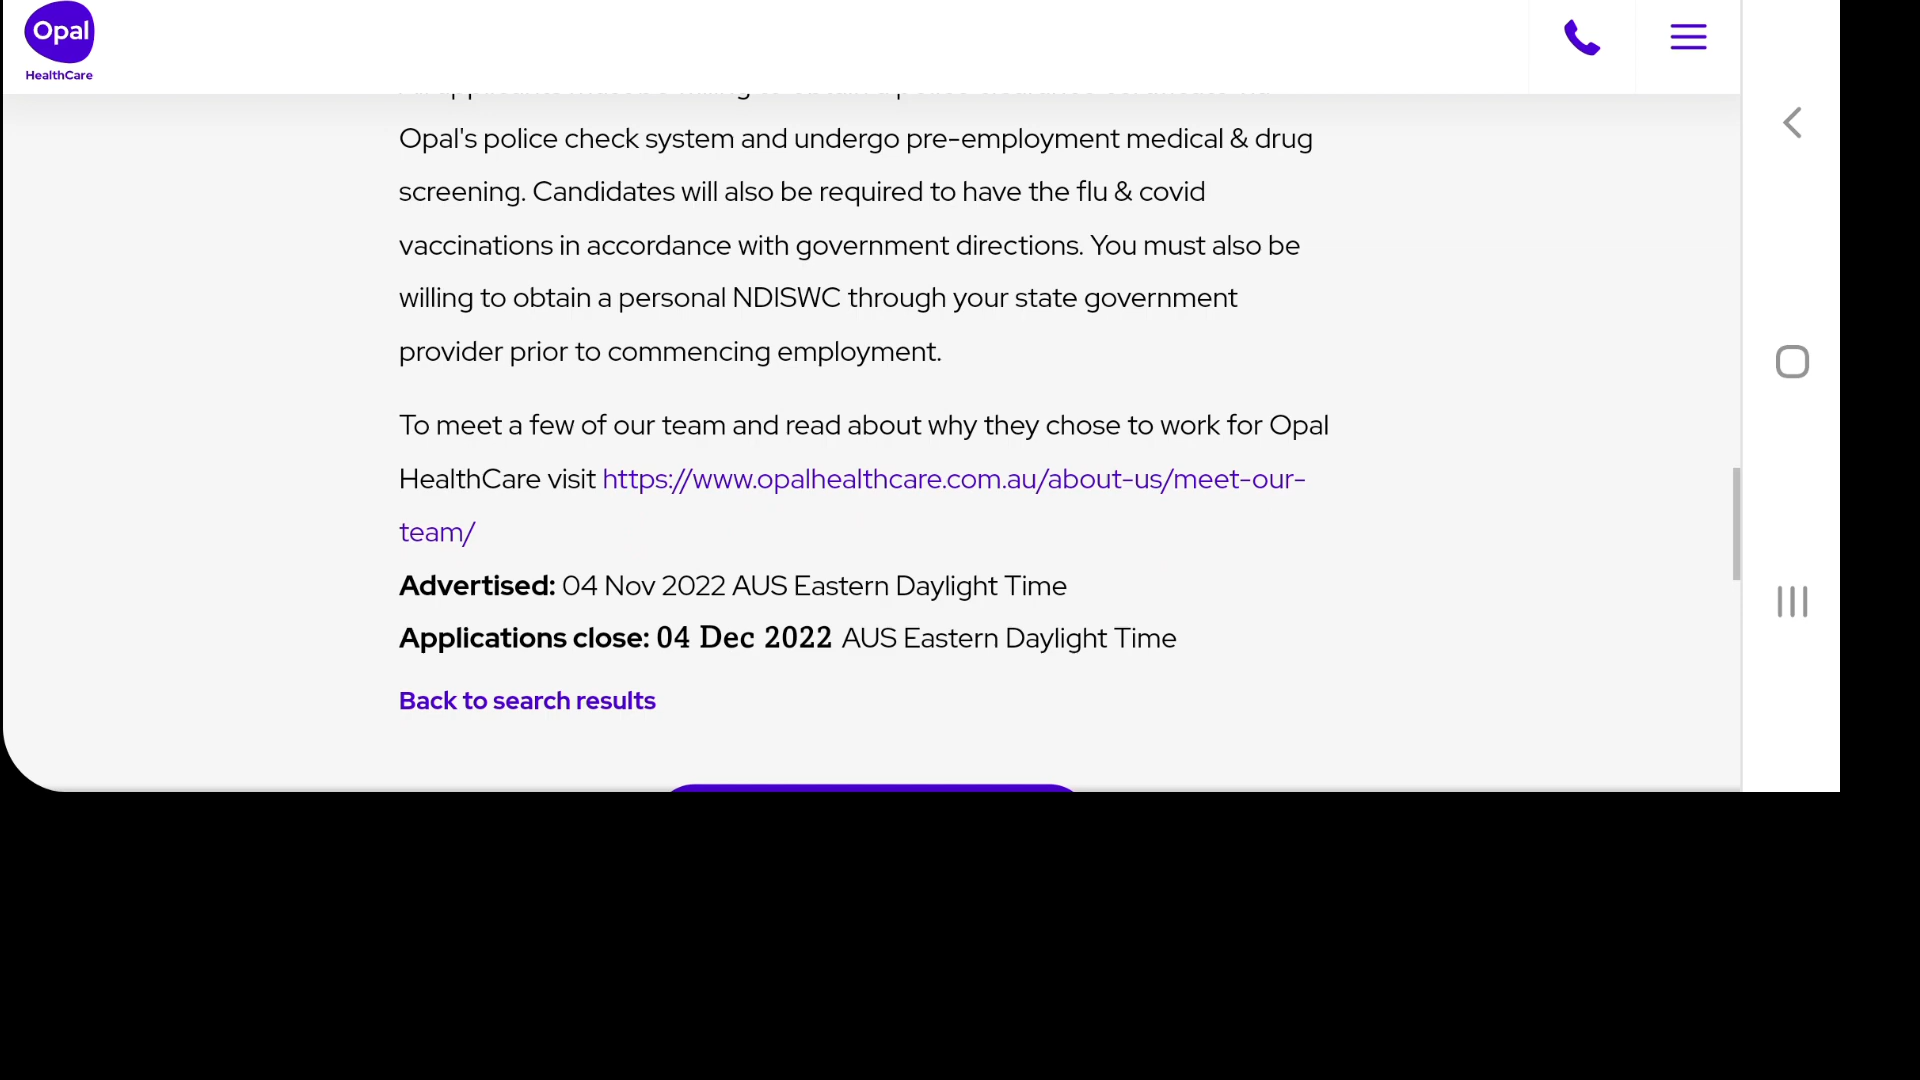 Opal
HealthCare
Opal's police check system and undergo pre-employment medical & drug
screening. Candidates will also be required to have the flu & covid
vaccinations in accordance with government directions. You must also be
willing to obtain a personal NDISWC through your state government
provider prior to commencing employment.
To meet a few of our team and read about why they chose to work for Opal
HealthCare visit https://www.opalhealthcare.com.au/about-us/meet-our-
team/
Advertised: 04 Nov 2022 AUS Eastern Daylight Time
Applications close: 04 Dec 2022 AUS Eastern Daylight Time
Back to search results